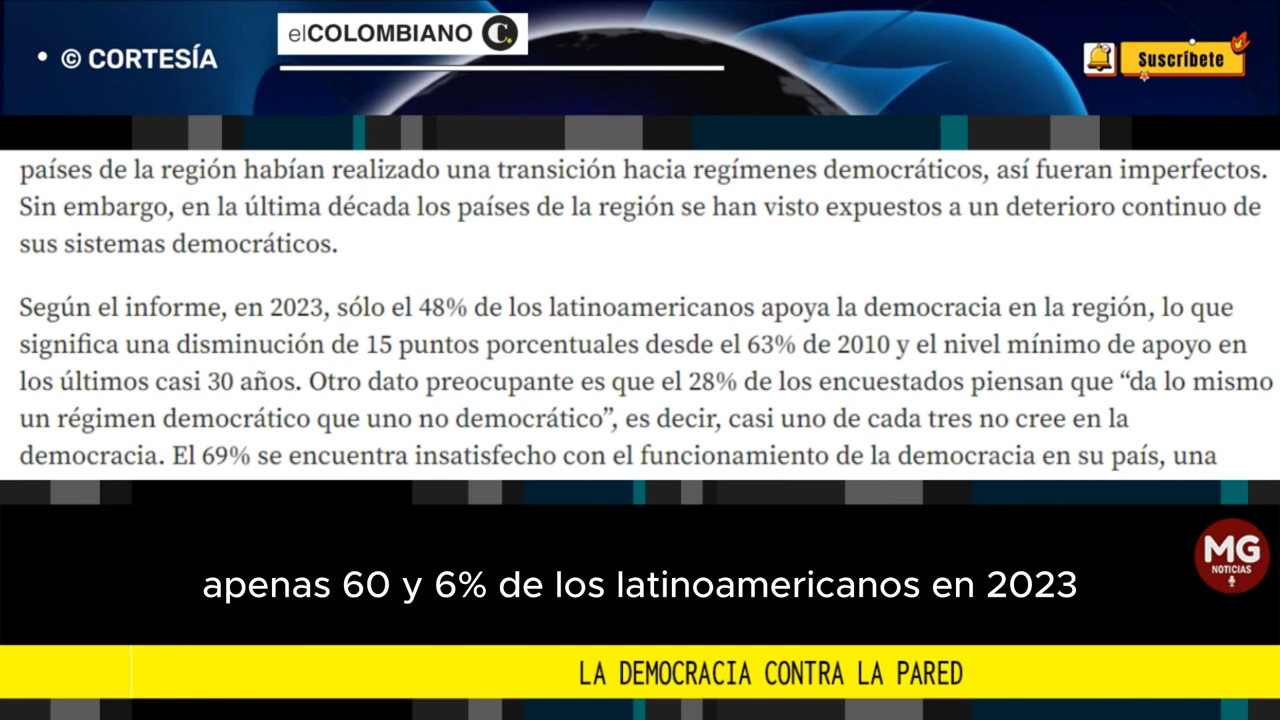 • © CORTESÍA
elCOLOMBIANO C.
Suscríbete
países de la región habían realizado una transición hacia regímenes democráticos, así fueran imperfectos.
Sin embargo, en la última década los países de la región se han visto expuestos a un deterioro continuo de
sus sistemas democráticos.
Según el informe, en 2023, sólo el 48% de los latinoamericanos apoya la democracia en la región, lo que
significa una disminución de 15 puntos porcentuales desde el 63% de 2010 y el nivel mínimo de apoyo en
los últimos casi 30 años. Otro dato preocupante es que el 28% de los encuestados piensan que “da lo mismo
un régimen democrático que uno no democrático”, es decir, casi uno de cada tres no cree en la
democracia. El 69% se encuentra insatisfecho con el funcionamiento de la democracia en su país, una
MG
NOTICIAS
apenas 60 y 6% de los latinoamericanos en 2023
LA DEMOCRACIA CONTRA LA PARED